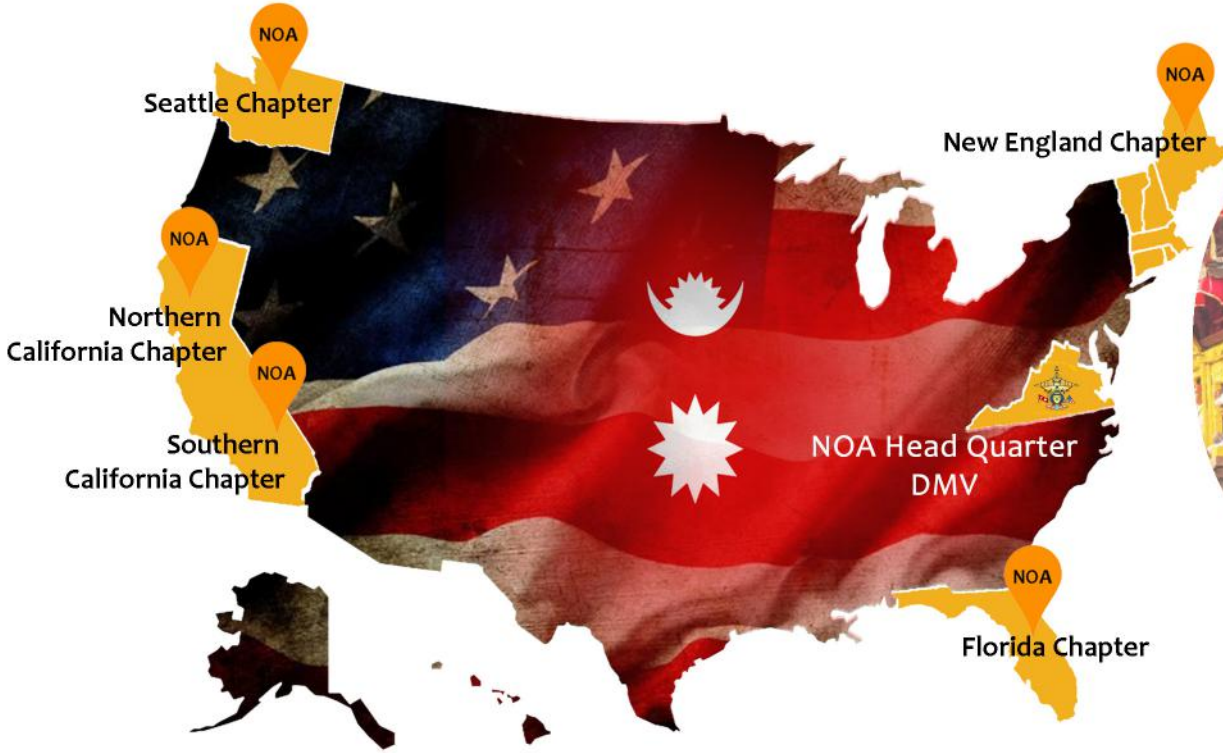 NOA
Seattle Chapter
NOA
New England Chapter
NOA
Northern
California Chapter
NOA
Southern
California Chapter
NOA Head Quarter
DMV
NOA
Florida Chapter